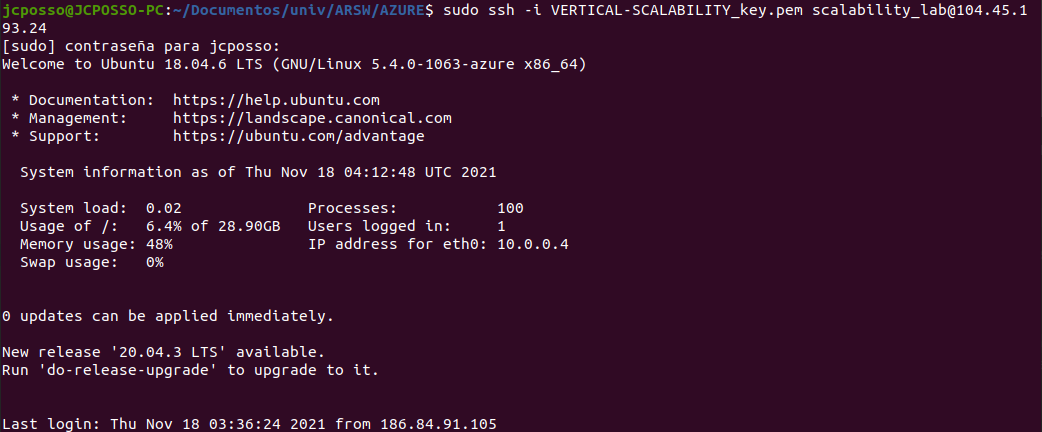 jcposso@JCPOSSO-PC:~/Documentos/univ/ARSW/AZURE$ sudo ssh -i VERTICAL-SCALABILITY_key.pem scalability_lab@104.45.1
93.24
[sudo] contraseña para jcposso:
Welcome to Ubuntu 18.04.6 LTS (GNU/Linux 5.4.0-1063-azure x86_64)

 * Documentation:  https://help.ubuntu.com
 * Management:     https://landscape.canonical.com
 * Support:        https://ubuntu.com/advantage

  System information as of Thu Nov 18 04:12:48 UTC 2021

  System load:  0.02              Processes:           100
  Usage of /:   6.4% of 28.90GB   Users logged in:     1
  Memory usage: 48%               IP address for eth0: 10.0.0.4
  Swap usage:   0%


0 updates can be applied immediately.

New release '20.04.3 LTS' available.
Run 'do-release-upgrade' to upgrade to it.


Last login: Thu Nov 18 03:36:24 2021 from 186.84.91.105